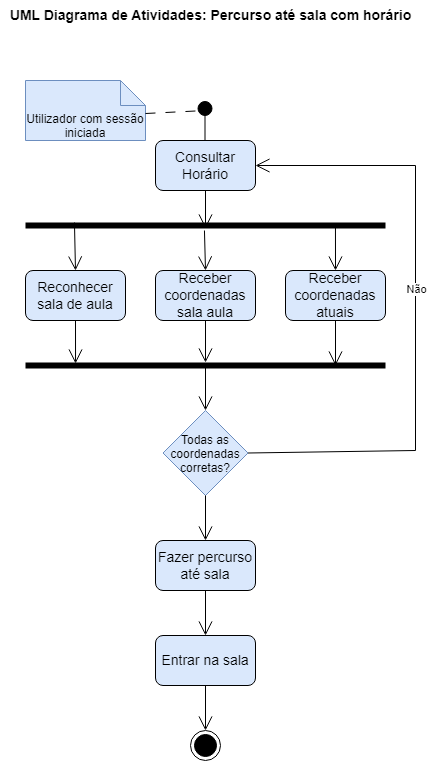 UML Diagrama de Atividades: Percurso até sala com horário
Utilizador com sessão
iniciada
Consultar
Horário
Reconhecer
sala de aula
Receber
coordenadas
sala aula
Receber
coordenadas
atuais
Não
Todas as
coordenadas
corretas?
Fazer percurso
até sala
Entrar na sala